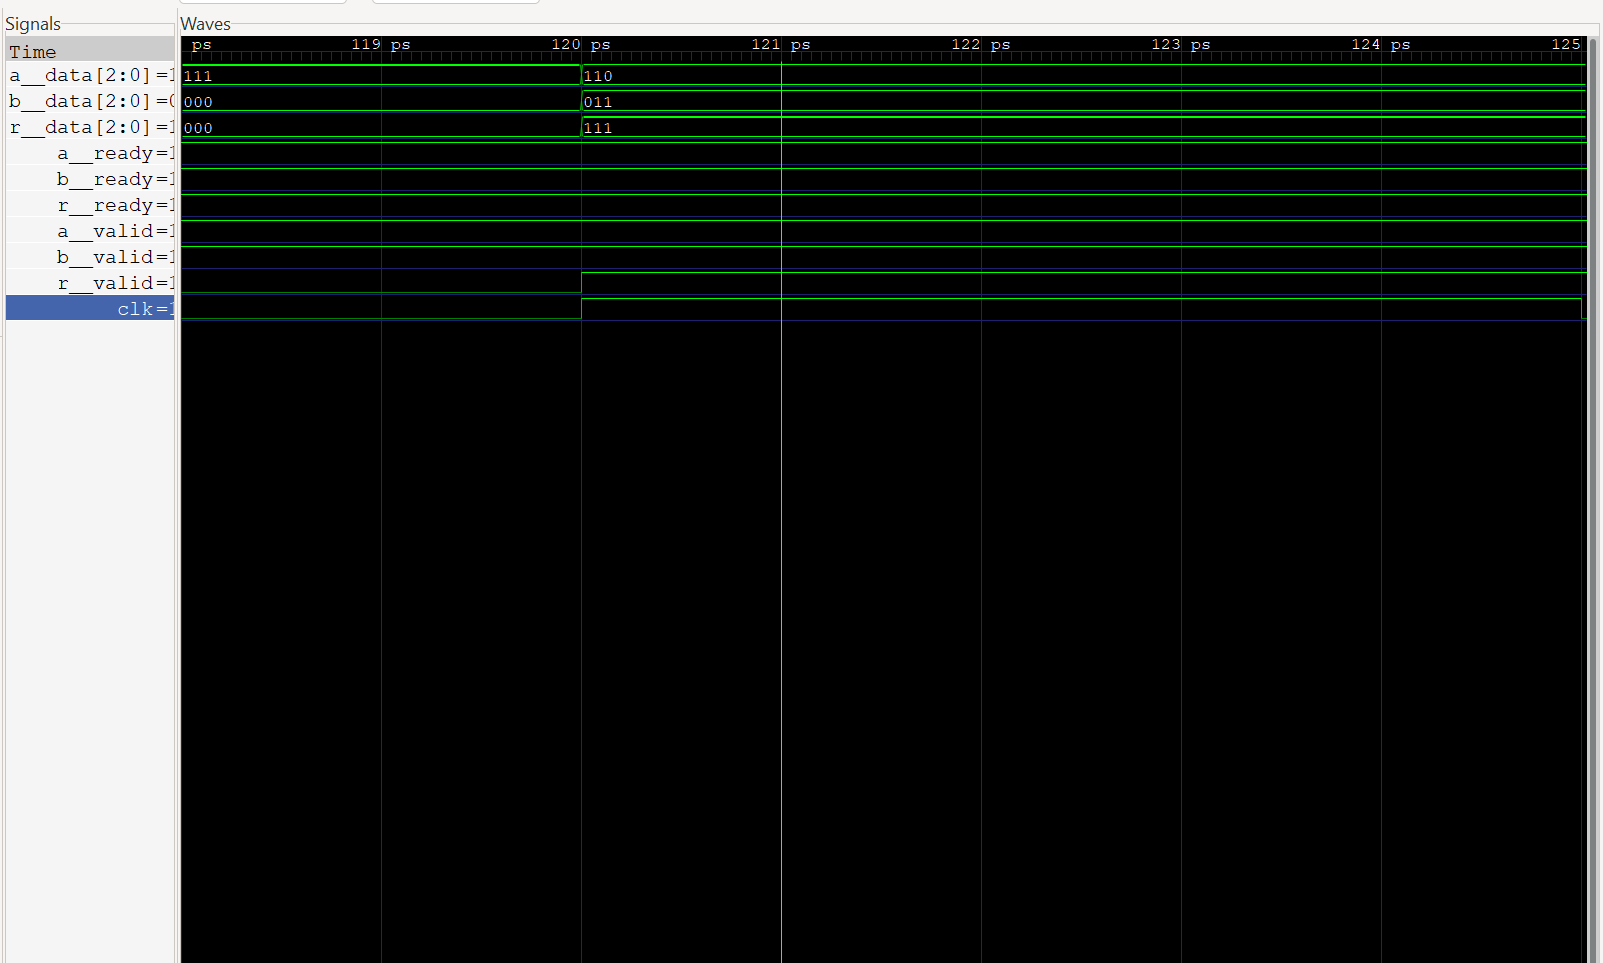 Signals
Waves
Time
ps 119 ps 120 ps 121 ps 122 ps 123 ps 124 ps 125
a__data[2:0]=1 111 110
b__data[2:0]=0 000 011
r__data[2:0]=1 000 111
a__ready=1
b__ready=1
r__ready=1
a__valid=1
b__valid=1
r__valid=1
clk=1